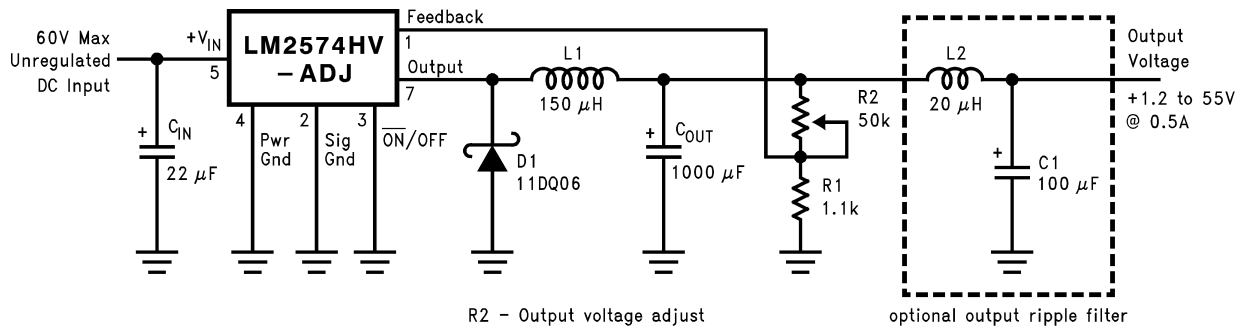 60V Max
Unregulated
DC Input
+VIN
5
LM2574HV
-ADJ
Feedback
1
Output
7
4
Pwr
Gnd
2
Sig
Gnd
3
ON/OFF
+
CIN
22 μF
D1
11DQ06
L1
150 μH
+
COUT
1000 μF
R2
50k
R1
1.1k
L2
20 μH
+
C1
100 μF
Output
Voltage
+1.2 to 55V
@ 0.5A
R2 - Output voltage adjust
optional output ripple filter